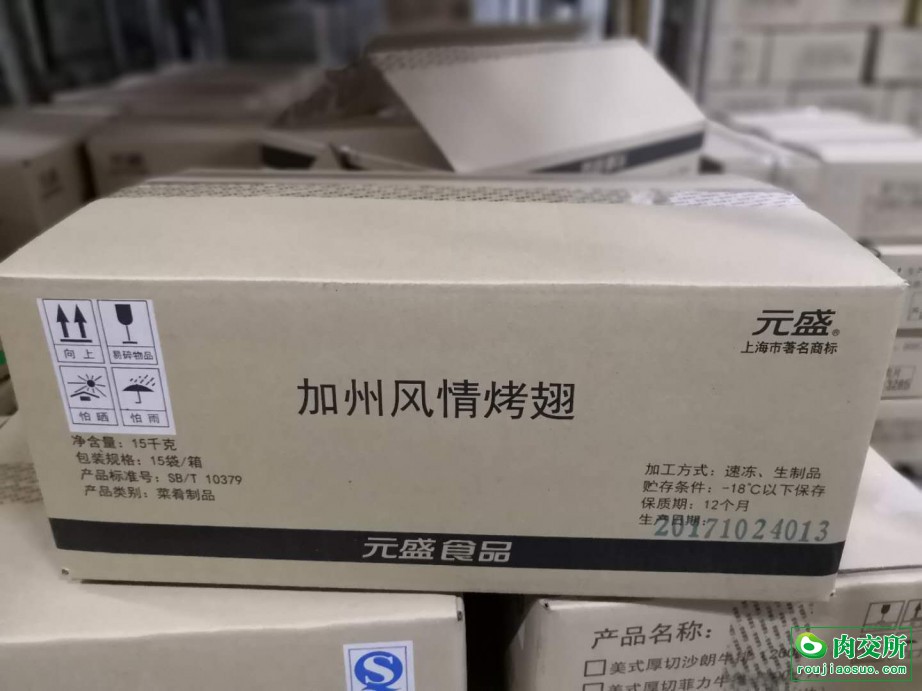 元盛®
上海市著名商标
向上
易碎物品
怕晒
怕雨
加州风情烤翅
净含量：15千克
包装规格：15袋/箱
产品标准号：SB/T 10379
产品类别：菜肴制品
加工方式：速冻、生制品
贮存条件：-18℃以下保存
保质期：12个月
生产日期：
20171024013
元盛食品
产品名称：
美式厚切沙朗牛
美式厚切菲力牛
3205
肉交所
roujiaosuo.com